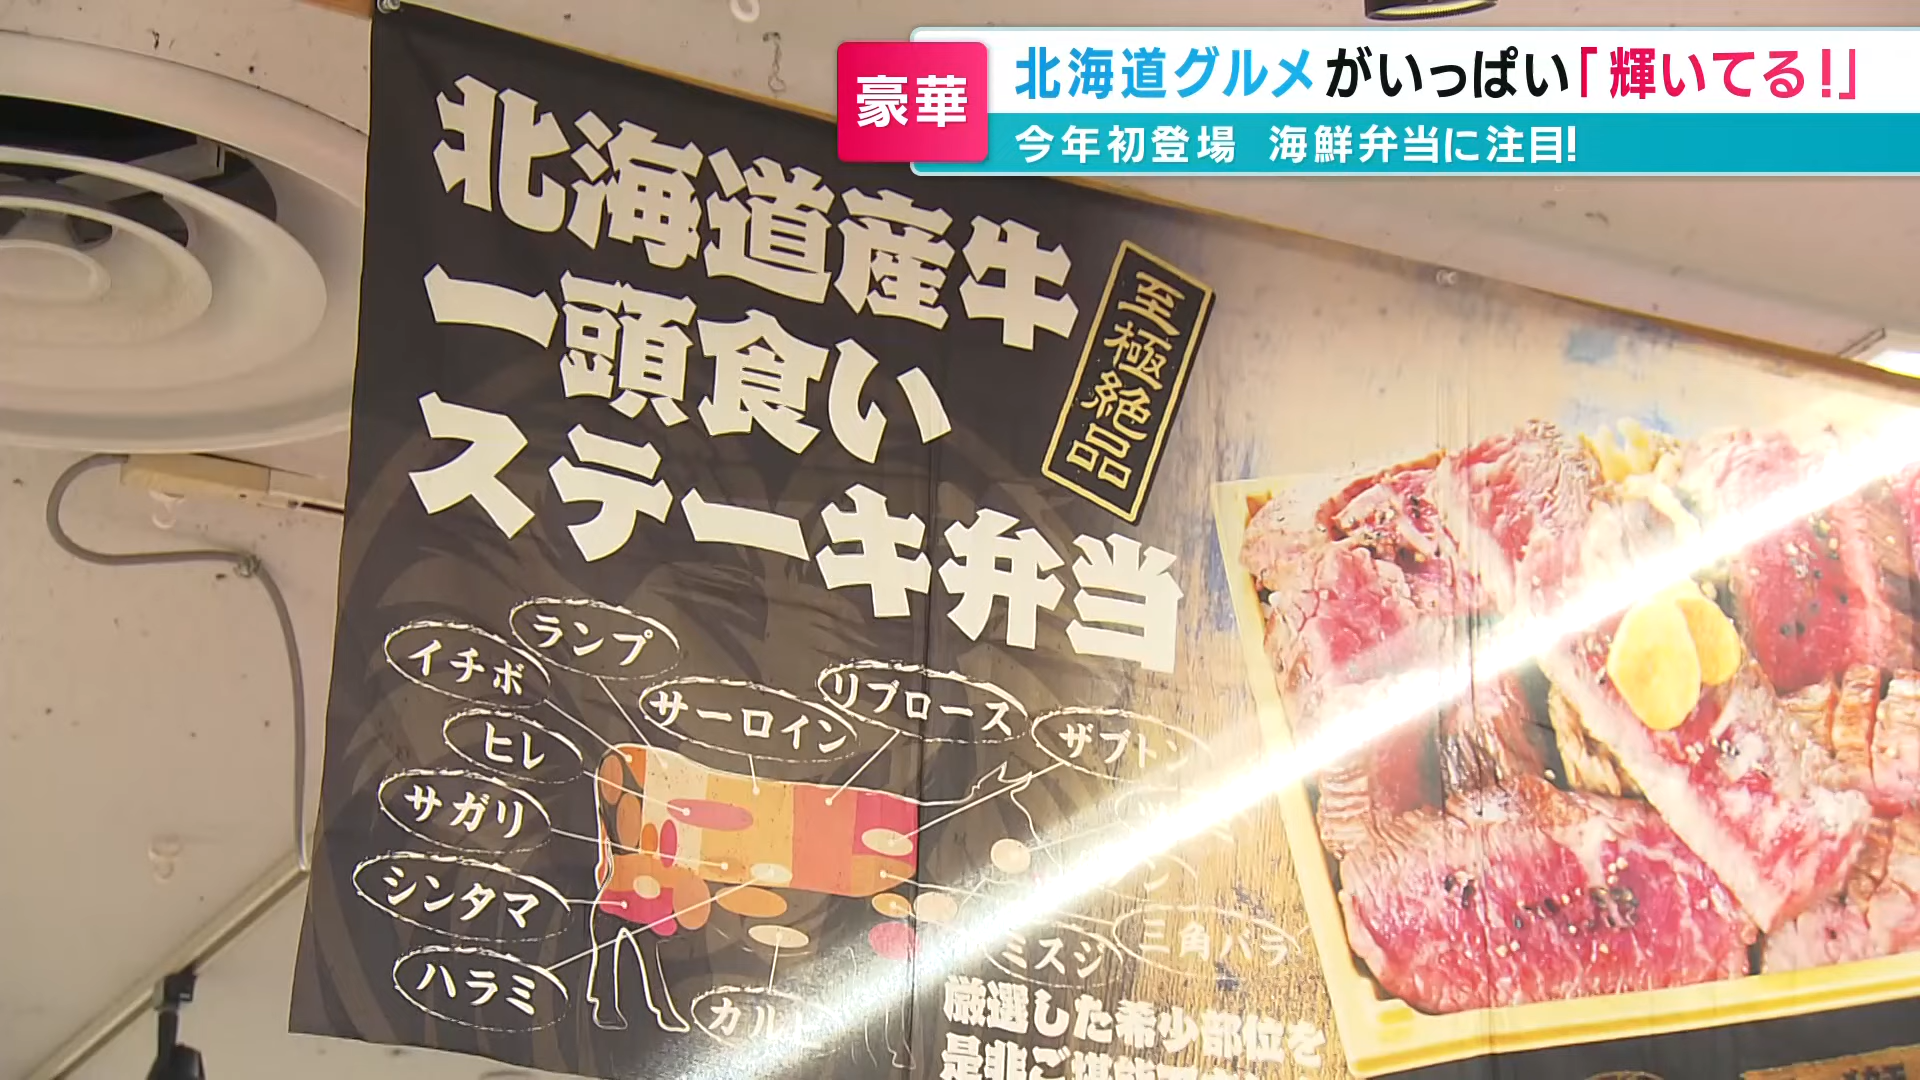 豪華
北海道グルメがいっぱい「輝いてる!」
今年初登場 海鮮弁当に注目!
北海道産牛
一頭食い
ステーキ弁当
至極絶品
ランプ
イチボ
サーロイン
リブロース
ザブトン
ヒレ
サガリ
シンタマ
ハラミ
ミスジ
三角バラ
厳選した希少部位を
是非ご